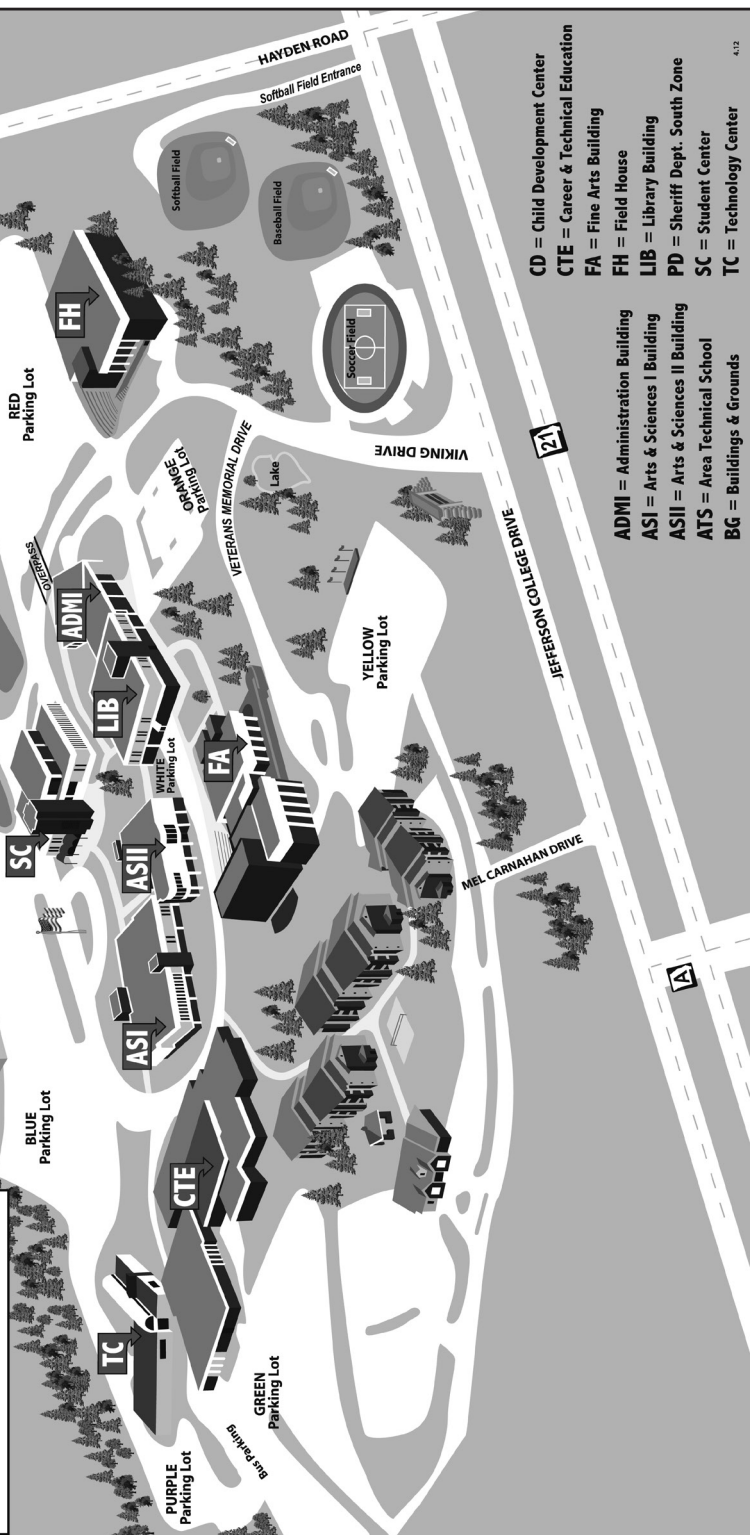 HAYDEN ROAD
Softball Field Entrance
Softball Field
Baseball Field
Soccer Field
FH
RED
Parking Lot
ORANGE
Parking Lot
VETERANS MEMORIAL DRIVE
VIKING DRIVE
Lake
21
JEFFERSON COLLEGE DRIVE
OVERPASS
ADMI
LIB
WHITE
Parking Lot
FA
YELLOW
Parking Lot
SC
ASII
ASI
MEL CARNAHAN DRIVE
A
BLUE
Parking Lot
CTE
TC
GREEN
Parking Lot
Bus Parking
PURPLE
Parking Lot
ADMI = Administration Building
ASI = Arts & Sciences I Building
ASII = Arts & Sciences II Building
ATS = Area Technical School
BG = Buildings & Grounds
CD = Child Development Center
CTE = Career & Technical Education
FA = Fine Arts Building
FH = Field House
LIB = Library Building
PD = Sheriff Dept. South Zone
SC = Student Center
TC = Technology Center
4.12